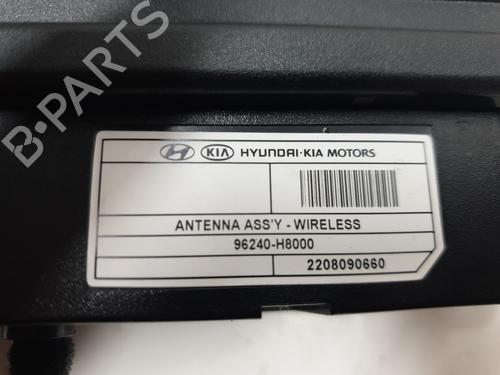 B-PARTS
KIA HYUNDAI·KIA MOTORS
ANTENNA ASS'Y - WIRELESS
96240-H8000
2208090660